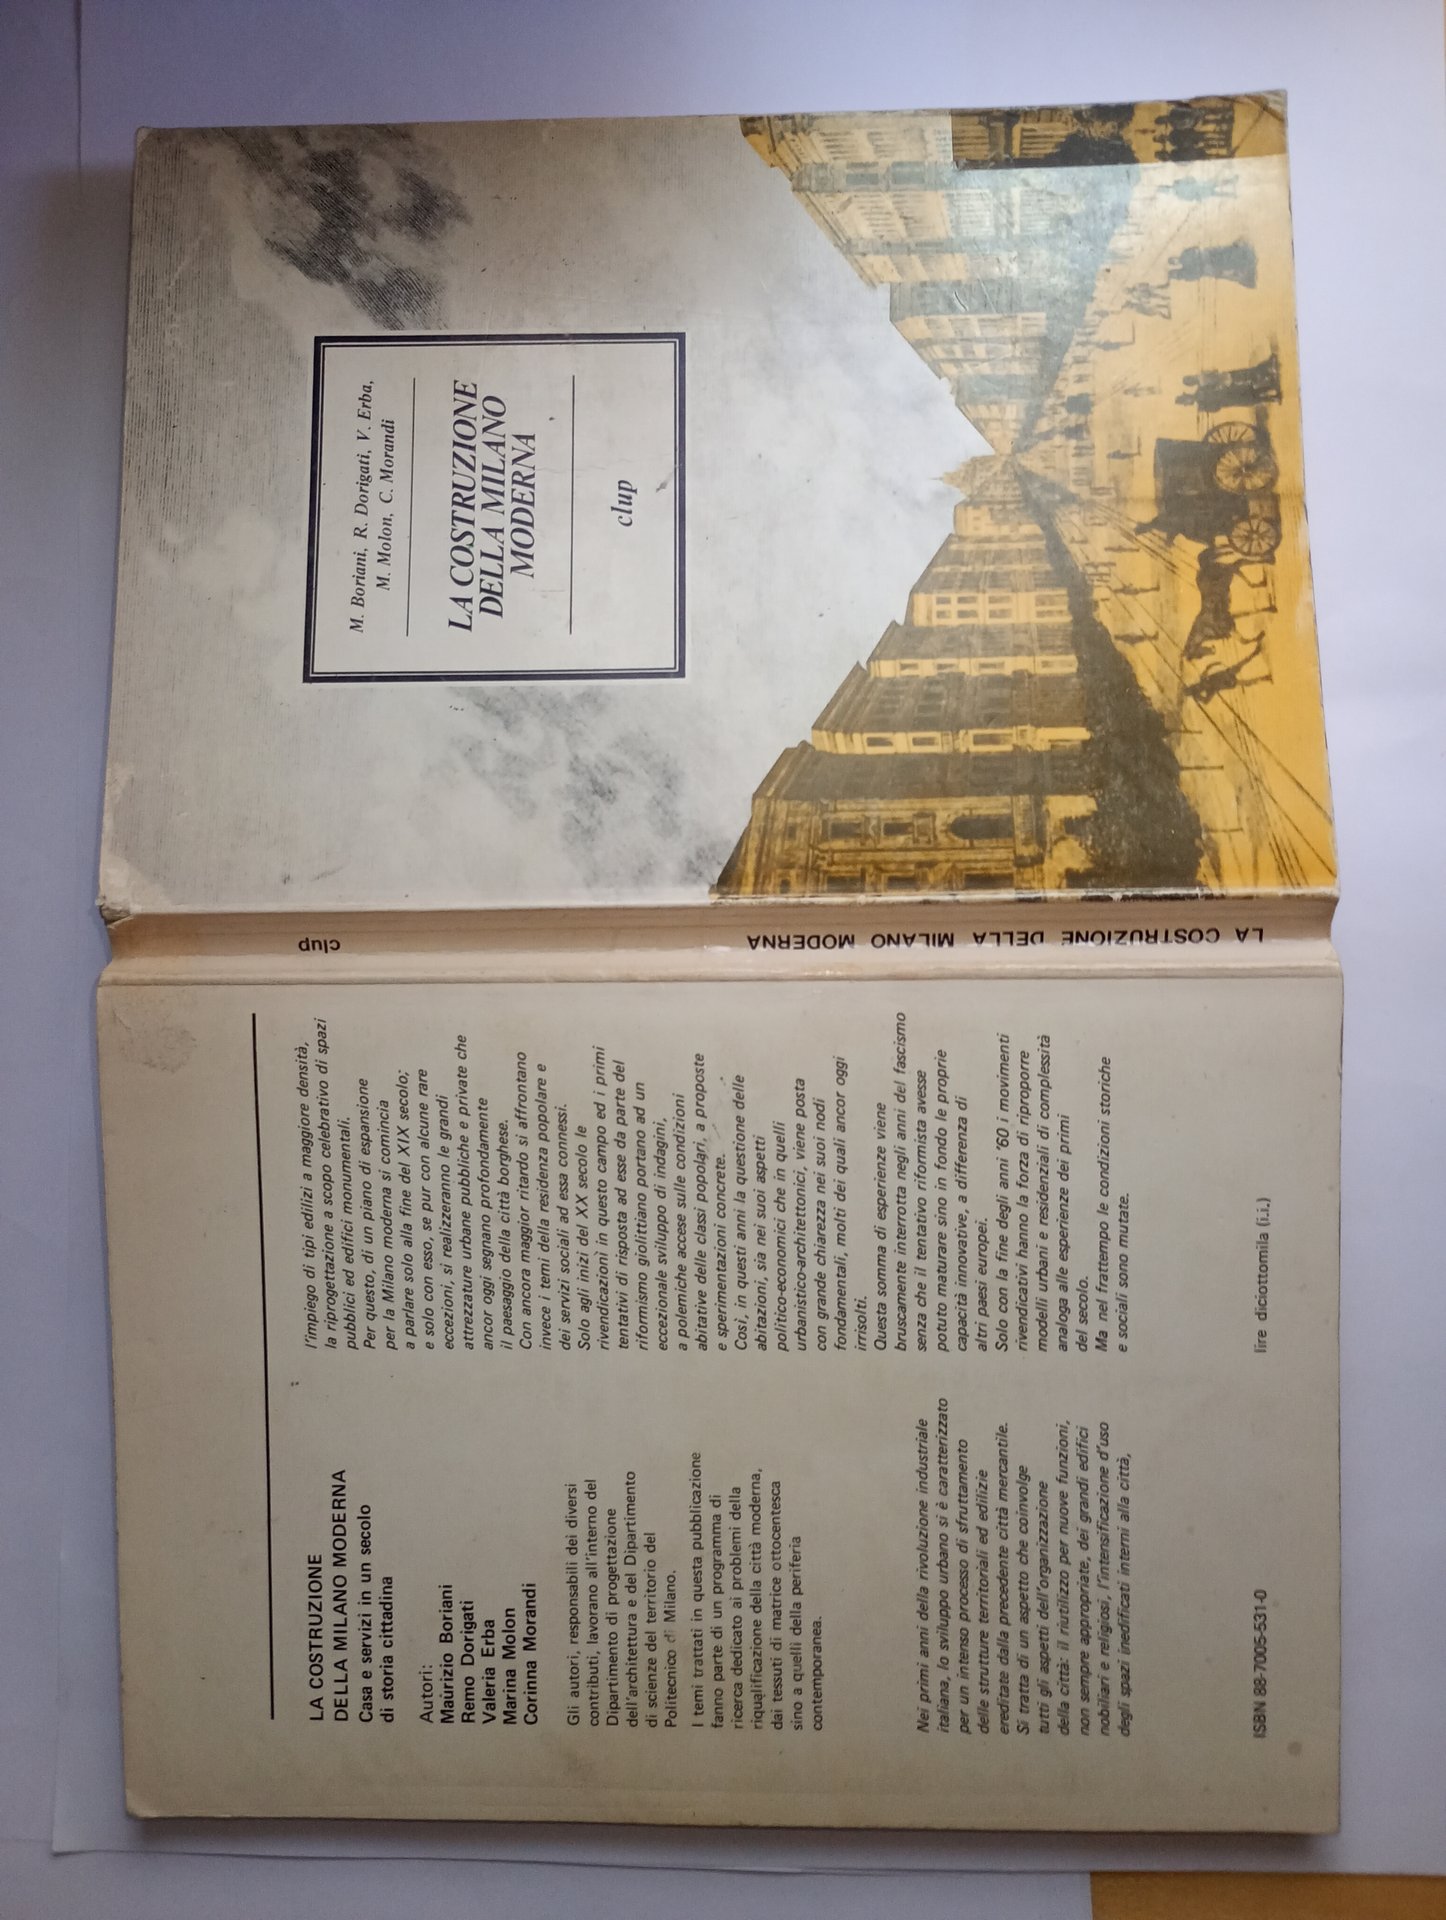 M. Boriani, R. Dorigati, V. Erba,
M. Molon, C. Morandi
LA COSTRUZIONE
DELLA MILANO
MODERNA
clup
LA COSTRUZIONE DELLA MILANO MODERNA
clup
LA COSTRUZIONE
DELLA MILANO MODERNA
Casa e servizi in un secolo
di storia cittadina
Autori:
Maurizio Boriani
Remo Dorigati
Valeria Erba
Marina Molon
Corinna Morandi
Gli autori, responsabili dei diversi
contributi, lavorano all'interno del
Dipartimento di progettazione
dell'architettura e del Dipartimento
di scienze del territorio del
Politecnico di Milano.
I temi trattati in questa pubblicazione
fanno parte di un programma di
ricerca dedicato ai problemi della
riqualificazione della città moderna,
dai tessuti di matrice ottocentesca
sino a quelli della periferia
contemporanea.
Nei primi anni della rivoluzione industriale
italiana, lo sviluppo urbano si è caratterizzato
per un intenso processo di sfruttamento
delle strutture territoriali ed edilizie
ereditate dalla precedente città mercantile.
Si tratta di un aspetto che coinvolge
tutti gli aspetti dell'organizzazione
della città: il riutilizzo per nuove funzioni,
non sempre appropriate, dei grandi edifici
nobiliari e religiosi, l'intensificazione d'uso
degli spazi inedificati interni alla città,
l'impiego di tipi edilizi a maggiore densità,
la riprogettazione a scopo celebrativo di spazi
pubblici ed edifici monumentali.
Per questo, di un piano di espansione
per la Milano moderna si comincia
a parlare solo alla fine del XIX secolo;
e solo con esso, se pur con alcune rare
eccezioni, si realizzeranno le grandi
attrezzature urbane pubbliche e private che
ancor oggi segnano profondamente
il paesaggio della città borghese.
Con ancora maggior ritardo si affrontano
invece i temi della residenza popolare e
dei servizi sociali ad essa connessi.
Solo agli inizi del XX secolo le
rivendicazioni in questo campo ed i primi
tentativi di risposta ad esse da parte del
riformismo giolittiano portano ad un
eccezionale sviluppo di indagini,
a polemiche accese sulle condizioni
abitative delle classi popolari, a proposte
e sperimentazioni concrete.
Così, in questi anni la questione delle
abitazioni, sia nei suoi aspetti
politico-economici che in quelli
urbanistico-architettonici, viene posta
con grande chiarezza nei suoi nodi
fondamentali, molti dei quali ancor oggi
irrisolti.
Questa somma di esperienze viene
bruscamente interrotta negli anni del fascismo
senza che il tentativo riformista avesse
potuto maturare sino in fondo le proprie
capacità innovative, a differenza di
altri paesi europei.
Solo con la fine degli anni '60 i movimenti
rivendicativi hanno la forza di riproporre
modelli urbani e residenziali di complessità
analoga alle esperienze dei primi
del secolo.
Ma nel frattempo le condizioni storiche
e sociali sono mutate.
ISBN 88-7005-531-0
lire diciottomila (i.i.)